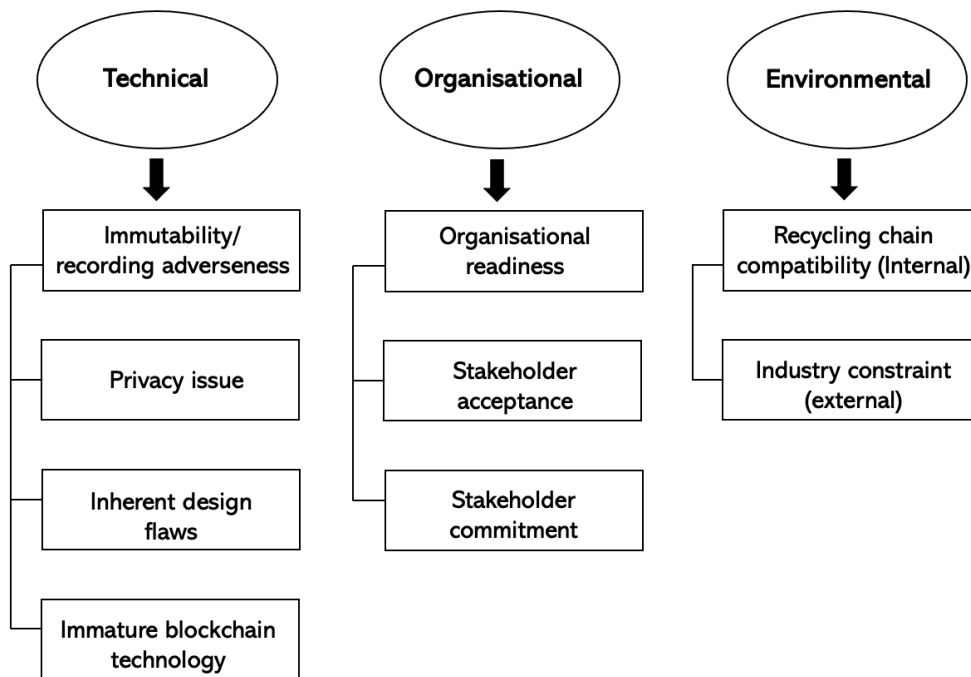 Technical
Organisational
Environmental
Immutability/
recording adverseness
Organisational
readiness
Recycling chain
compatibility (Internal)
Privacy issue
Stakeholder
acceptance
Industry constraint
(external)
Inherent design
flaws
Stakeholder
commitment
Immature blockchain
technology